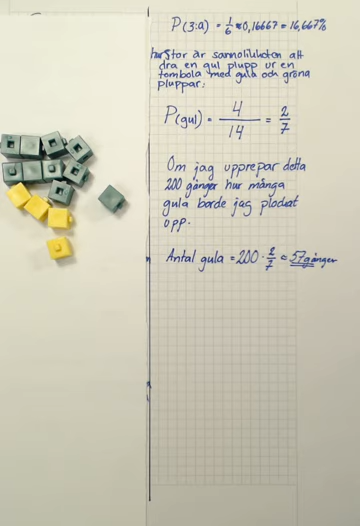 P(3:a) = 1/6 ≈ 0,16667 = 16,667%
hur stor är sannolikheten att
dra en gul plupp ur en
tombola med gula och gröna
pluppar:
P(gul) = 4/14 = 2/7
Om jag upprepar detta
200 gånger hur många
gula borde jag plockat
upp.
Antal gula = 200 · 2/7 = 57 gånger